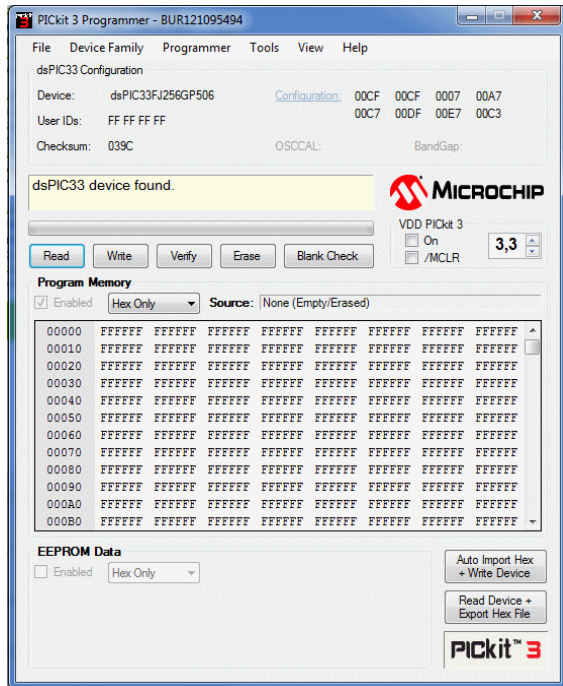 PICkit 3 Programmer - BUR121095494
File Device Family Programmer Tools View Help
dsPIC33 Configuration
Device: dsPIC33FJ256GP506 Configuration: 00CF 00CF 0007 00A7
User IDs: FF FF FF FF 00C7 00DF 00E7 00C3
Checksum: 039C OSCCAL: BandGap:
dsPIC33 device found.
MICROCHIP
VDD PICkit 3
On
/MCLR
3,3
Read Write Verify Erase Blank Check
Program Memory
Enabled Hex Only Source: None (Empty/Erased)
00000 FFFFFF FFFFFF FFFFFF FFFFFF FFFFFF FFFFFF FFFFFF FFFFFF
00010 FFFFFF FFFFFF FFFFFF FFFFFF FFFFFF FFFFFF FFFFFF FFFFFF
00020 FFFFFF FFFFFF FFFFFF FFFFFF FFFFFF FFFFFF FFFFFF FFFFFF
00030 FFFFFF FFFFFF FFFFFF FFFFFF FFFFFF FFFFFF FFFFFF FFFFFF
00040 FFFFFF FFFFFF FFFFFF FFFFFF FFFFFF FFFFFF FFFFFF FFFFFF
00050 FFFFFF FFFFFF FFFFFF FFFFFF FFFFFF FFFFFF FFFFFF FFFFFF
00060 FFFFFF FFFFFF FFFFFF FFFFFF FFFFFF FFFFFF FFFFFF FFFFFF
00070 FFFFFF FFFFFF FFFFFF FFFFFF FFFFFF FFFFFF FFFFFF FFFFFF
00080 FFFFFF FFFFFF FFFFFF FFFFFF FFFFFF FFFFFF FFFFFF FFFFFF
00090 FFFFFF FFFFFF FFFFFF FFFFFF FFFFFF FFFFFF FFFFFF FFFFFF
000A0 FFFFFF FFFFFF FFFFFF FFFFFF FFFFFF FFFFFF FFFFFF FFFFFF
000B0 FFFFFF FFFFFF FFFFFF FFFFFF FFFFFF FFFFFF FFFFFF FFFFFF
EEPROM Data
Enabled Hex Only
Auto Import Hex
+ Write Device
Read Device +
Export Hex File
PICkit™ 3